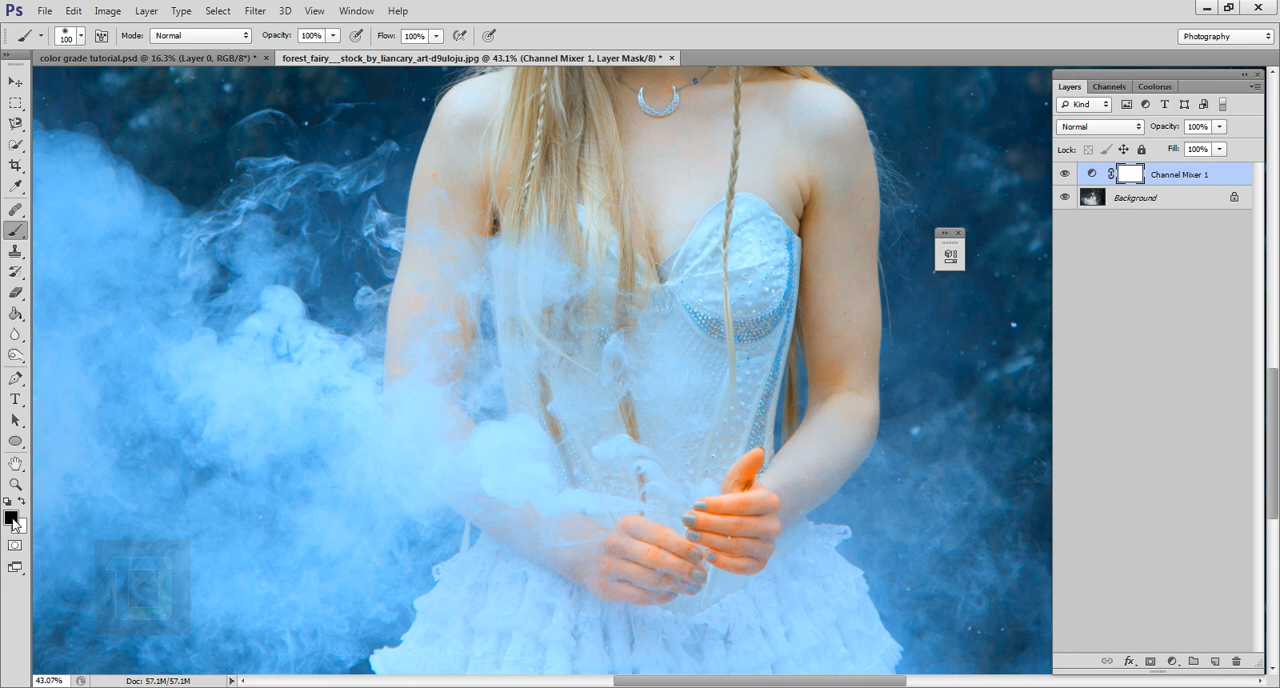 Ps File Edit Image Layer Type Select Filter 3D View Window Help
100 Mode: Normal Opacity: 100% Flow: 100% Photography
color grade tutorial.psd @ 16.3% (Layer 0, RGB/8*) * × forest_fairy___stock_by_liancary_art-d9uloju.jpg @ 43.1% (Channel Mixer 1, Layer Mask/8) * ×
Layers Channels Coolorus
Kind
Normal Opacity: 100%
Lock: Fill: 100%
Channel Mixer 1
Background
43.07% Doc: 57.1M/57.1M